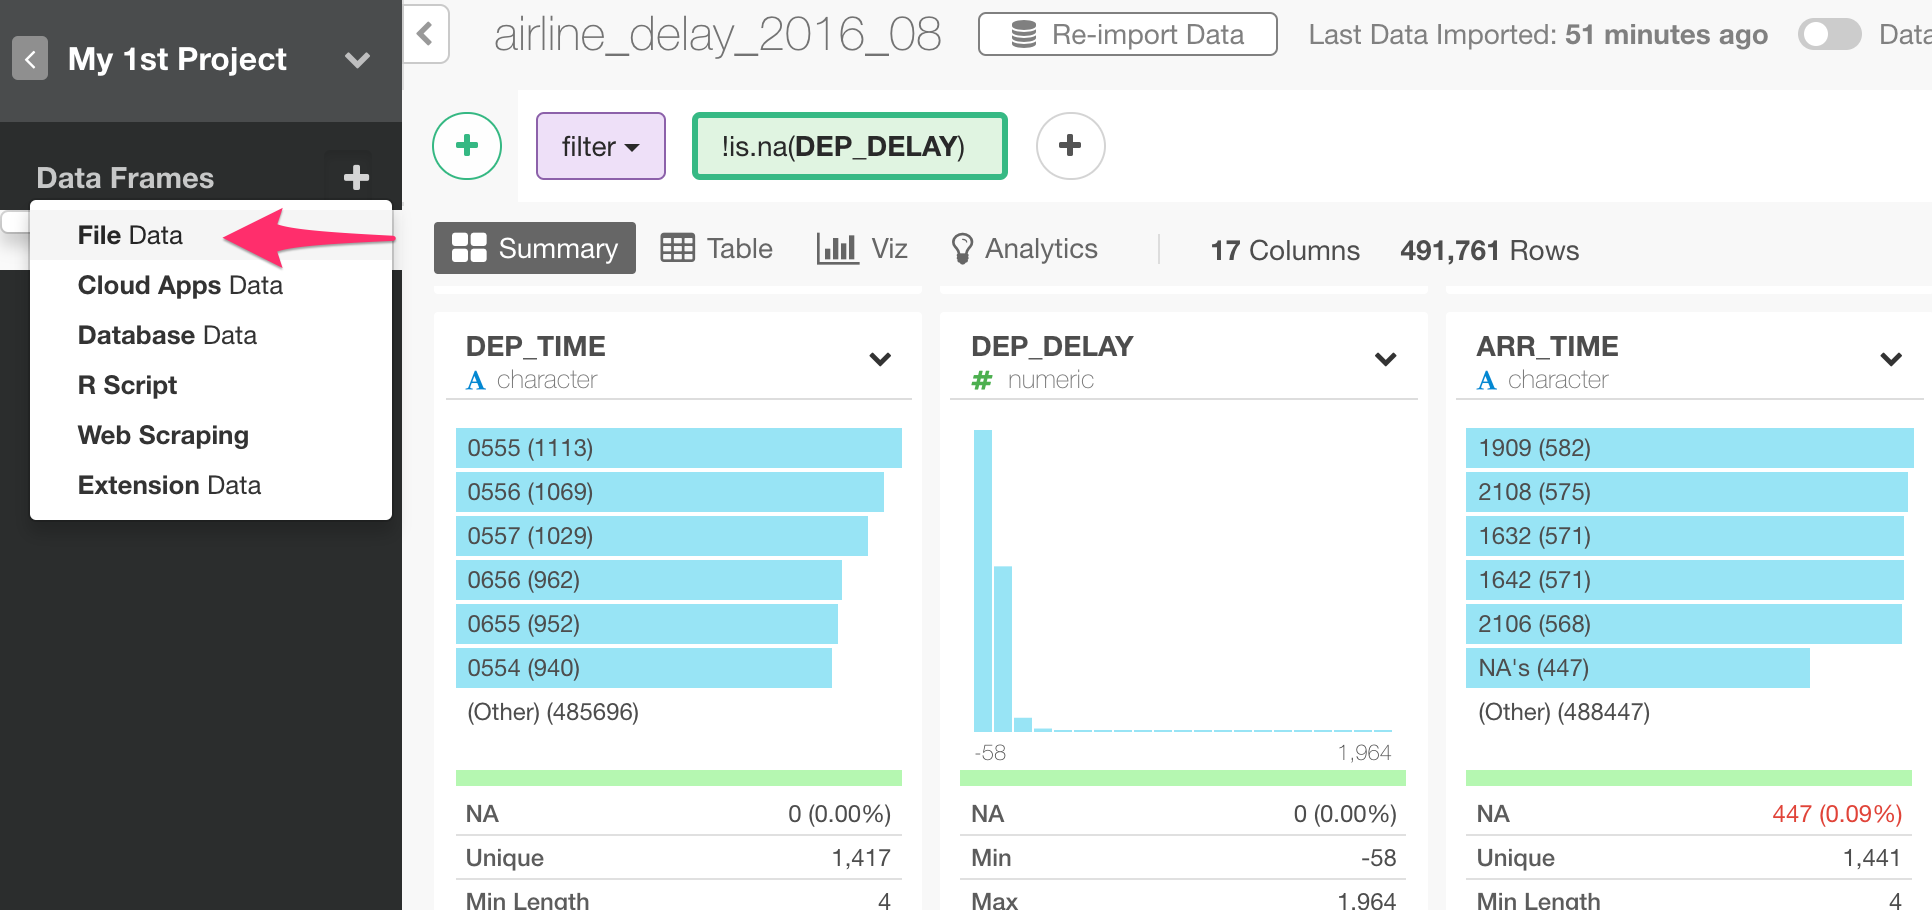 My 1st Project
airline_delay_2016_08
Re-import Data
Last Data Imported: 51 minutes ago
Data
Data Frames
filter
!is.na(DEP_DELAY)
File Data
Cloud Apps Data
Database Data
R Script
Web Scraping
Extension Data
Summary
Table
Viz
Analytics
17 Columns
491,761 Rows
DEP_TIME
A character
0555 (1113)
0556 (1069)
0557 (1029)
0656 (962)
0655 (952)
0554 (940)
(Other) (485696)
NA 0 (0.00%)
Unique 1,417
Min Length 4
DEP_DELAY
# numeric
-58 1,964
NA 0 (0.00%)
Min -58
Max 1,964
ARR_TIME
A character
1909 (582)
2108 (575)
1632 (571)
1642 (571)
2106 (568)
NA's (447)
(Other) (488447)
NA 447 (0.09%)
Unique 1,441
Min Length 4